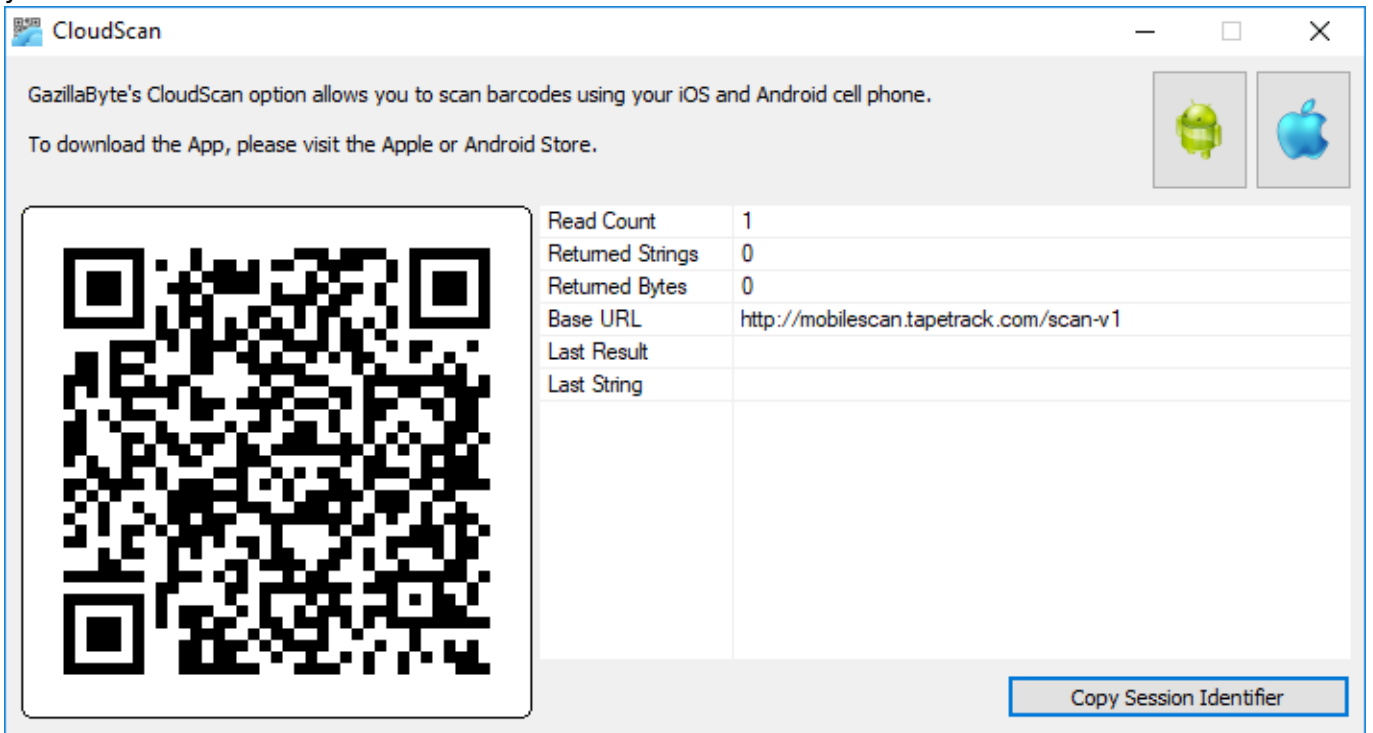 CloudScan
GazillaByte's CloudScan option allows you to scan barcodes using your iOS and Android cell phone.
To download the App, please visit the Apple or Android Store.
Read Count 1
Returned Strings 0
Returned Bytes 0
Base URL http://mobilescan.tapetrack.com/scan-v1
Last Result
Last String
Copy Session Identifier